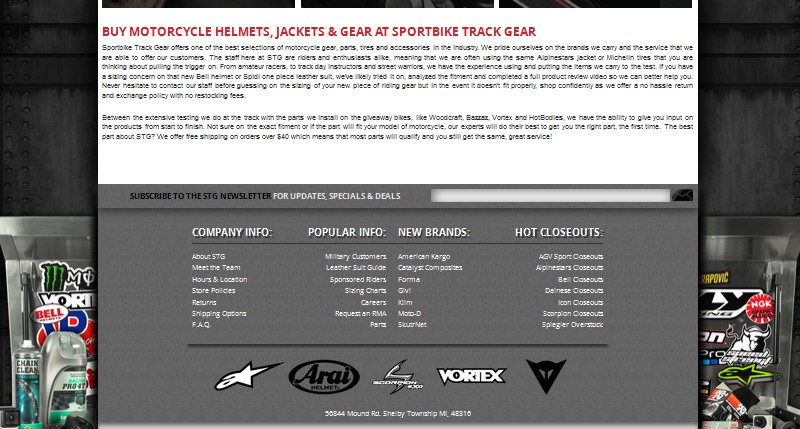 BUY MOTORCYCLE HELMETS, JACKETS & GEAR AT SPORTBIKE TRACK GEAR
Sportbike Track Gear offers one of the best selections of motorcycle gear, parts, tires and accessories in the industry. We pride ourselves on the brands we carry and the service that we
are able to offer our customers. The staff here at STG are riders and enthusiasts alike, meaning that we are often using the same Alpinestars jacket or Michelin tires that you are
thinking about pulling the trigger on. From amateur racers, to track day instructors and street warriors, we have the experience using and putting the items we carry to the test. If you have
a sizing concern on that new Bell helmet or Spidi one piece leather suit, we've likely tried it on, analyzed the fitment and completed a full product review video so we can better help you.
Never hesitate to contact our staff before guessing on the sizing of your new piece of riding gear but in the event it doesn't fit properly, shop confidently as we offer a no hassle return
and exchange policy with no restocking fees.
Between the extensive testing we do at the track with the parts we install on the giveaway bikes, like Woodcraft, Bazzaz, Vortex and HotBodies, we have the ability to give you input on
the products from start to finish. Not sure on the exact fitment or if the part will fit your model of motorcycle, our experts will do their best to get you the right part, the first time. The best
part about STG? We offer free shipping on orders over $40 which means that most parts will qualify and you still get the same, great service!
SUBSCRIBE TO THE STG NEWSLETTER FOR UPDATES, SPECIALS & DEALS
COMPANY INFO:
About STG
Meet the Team
Hours & Location
Store Policies
Returns
Shipping Options
F.A.Q.
POPULAR INFO:
Military Customers
Leather Suit Guide
Sponsored Riders
Sizing Charts
Careers
Request an RMA
Parts
NEW BRANDS:
American Kargo
Catalyst Composites
Forma
Givi
Klim
Moto-D
SkutrNet
HOT CLOSEOUTS:
AGV Sport Closeouts
Alpinestars Closeouts
Bell Closeouts
Dainese Closeouts
Icon Closeouts
Scorpion Closeouts
Spiegler Overstock
Arai
HELMETS
SCORPION EXO
VORTEX
56844 Mound Rd. Shelby Township MI, 48316
VORT
BELL
HELMETS
CHAIN
CLEAN
PRO 4T
RAPOVIC
NGK
SPARK PLUGS
Pro
speed
strength